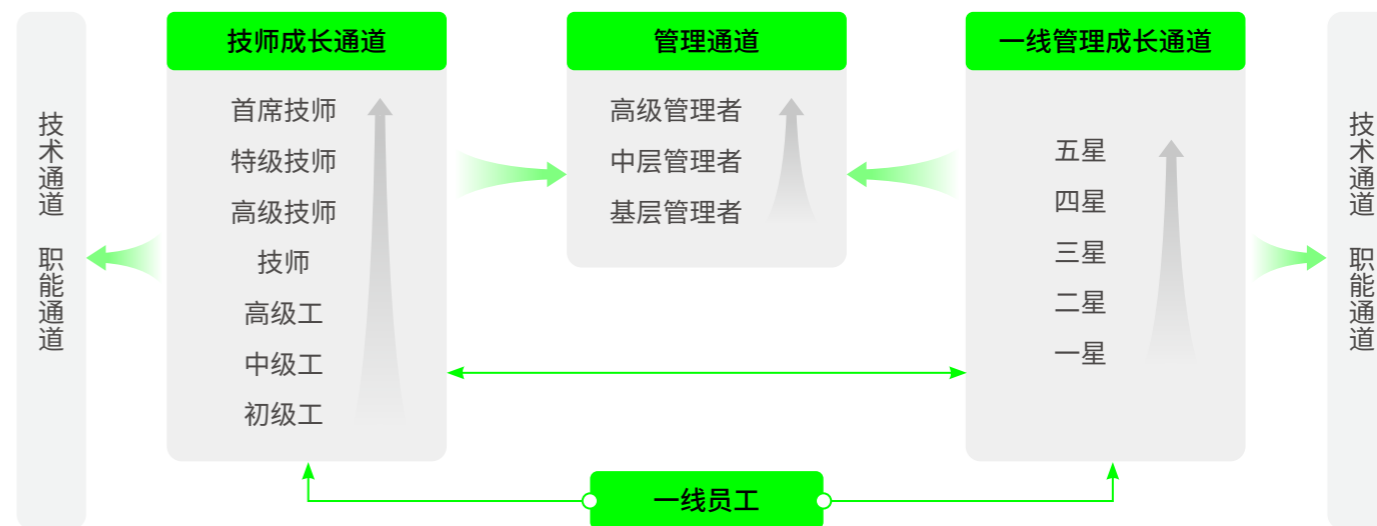 技术通道 职能通道
技师成长通道
首席技师
特级技师
高级技师
技师
高级工
中级工
初级工
管理通道
高级管理者
中层管理者
基层管理者
一线管理成长通道
五星
四星
三星
二星
一星
技术通道 职能通道
一线员工